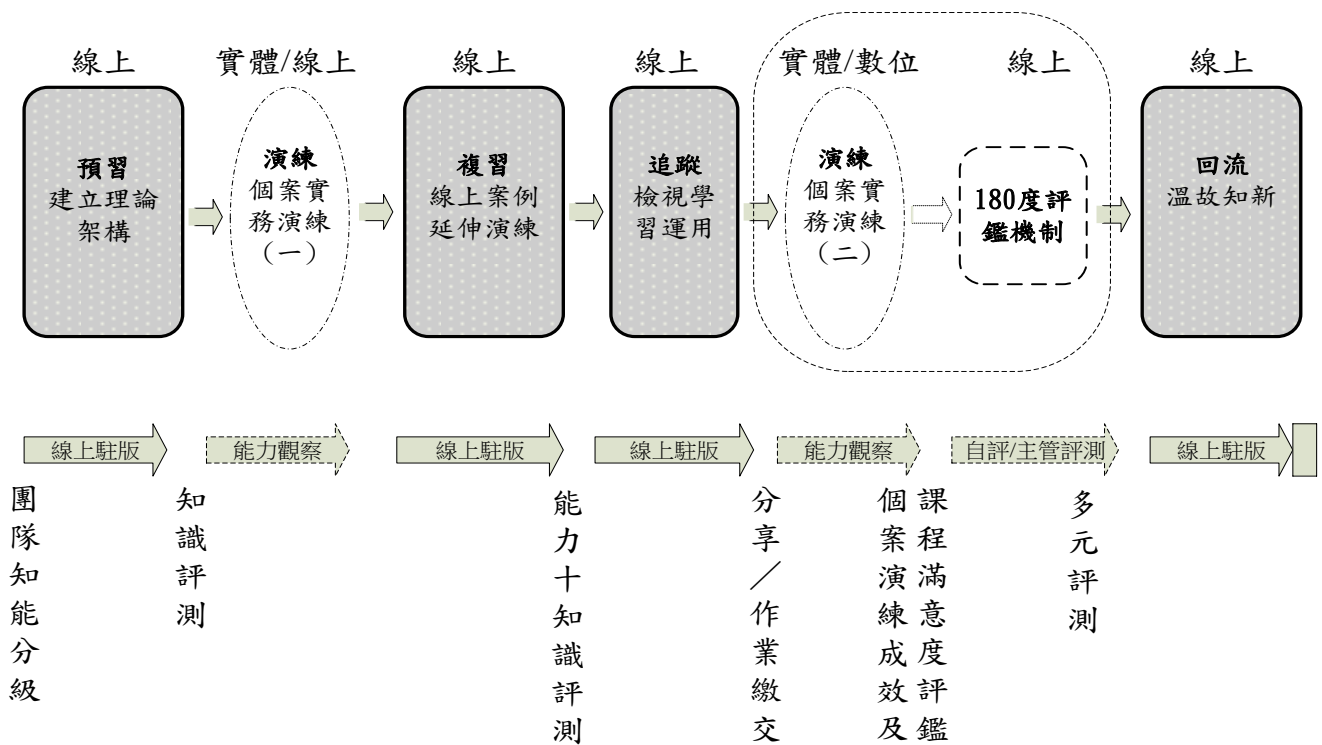 線上
實體/線上
線上
線上
實體/數位
線上
線上
預習
建立理論
架構
演練
個案實
務演練
(一)
複習
線上案例
延伸演練
追蹤
檢視學
習運用
演練
個案實
務演練
(二)
180度評
鑑機制
回流
溫故知新
線上駐版
能力觀察
線上駐版
線上駐版
能力觀察
自評/主管評測
線上駐版
團隊知能分級
知識評測
能力十知識評測
分享／作業繳交
個案演練成效及
課程滿意度評鑑
多元評測